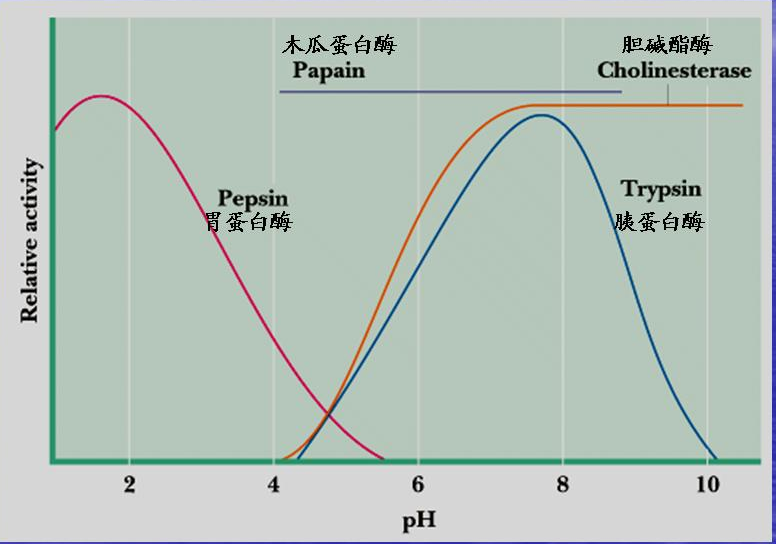 木瓜蛋白酶
Papain
胆碱酯酶
Cholinesterase
Pepsin
胃蛋白酶
Trypsin
胰蛋白酶
Relative activity
2 4 6 8 10
pH